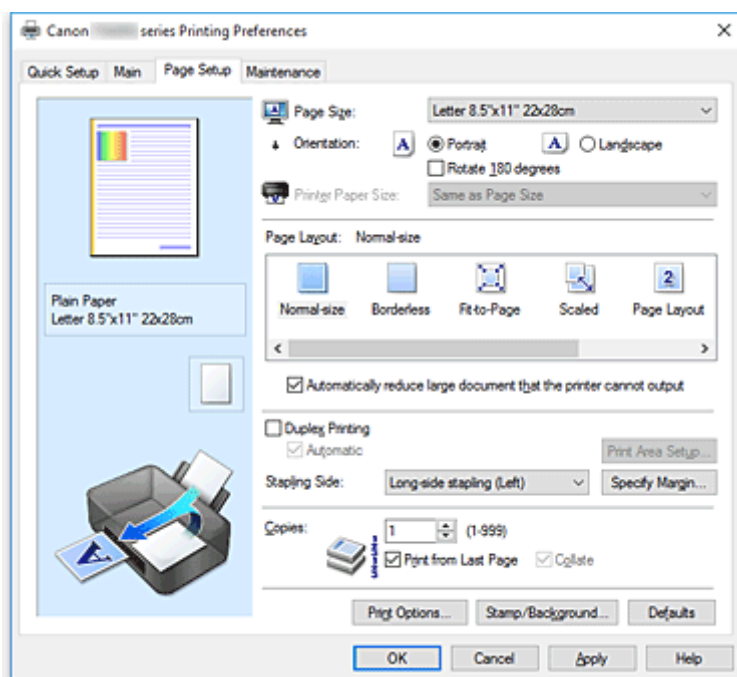 Canon series Printing Preferences
Quick Setup Main Page Setup Maintenance
Page Size: Letter 8.5"x11" 22x28cm
Orientation: A Portrait A Landscape
Rotate 180 degrees
Printer Paper Size: Same as Page Size
Page Layout: Normal-size
2
Normal-size Borderless Fit-to-Page Scaled Page Layout
Plain Paper
Letter 8.5"x11" 22x28cm
Automatically reduce large document that the printer cannot output
Duplex Printing
Automatic Print Area Setup...
Stapling Side: Long-side stapling (Left) Specify Margin...
Copies: 1 (1-999)
Print from Last Page Collate
A
Print Options... Stamp/Background... Defaults
OK Cancel Apply Help